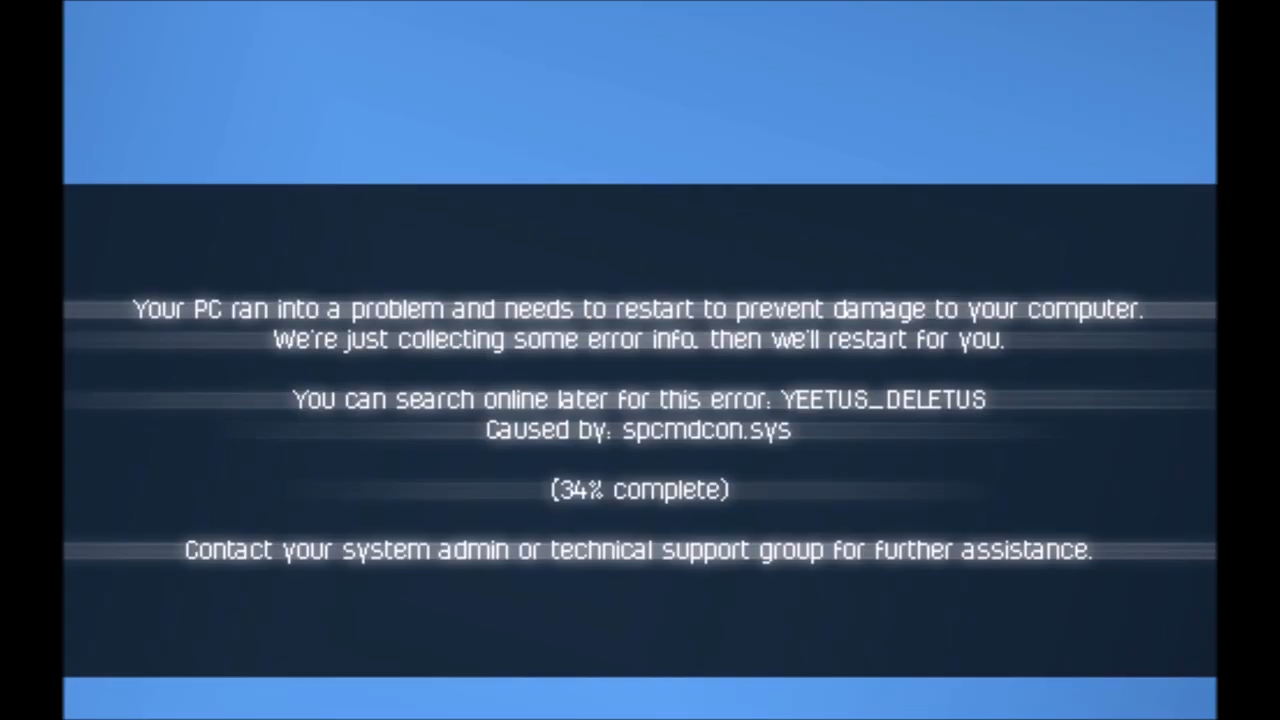 Your PC ran into a problem and needs to restart to prevent damage to your computer.
We're just collecting some error info, then we'll restart for you.
You can search online later for this error: YEETUS_DELETUS
Caused by: spcmdcon.sys
(34% complete)
Contact your system admin or technical support group for further assistance.